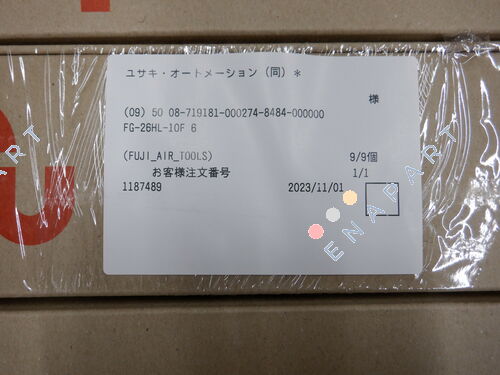 ユサキ・オートメーション(同)*
様
(09) 50 08-719181-000274-8484-000000
FG-26HL-10F 6
(FUJI_AIR_TOOLS) 9/9個
お客様注文番号 1/1
1187489 2023/11/01
ENAPART
PART